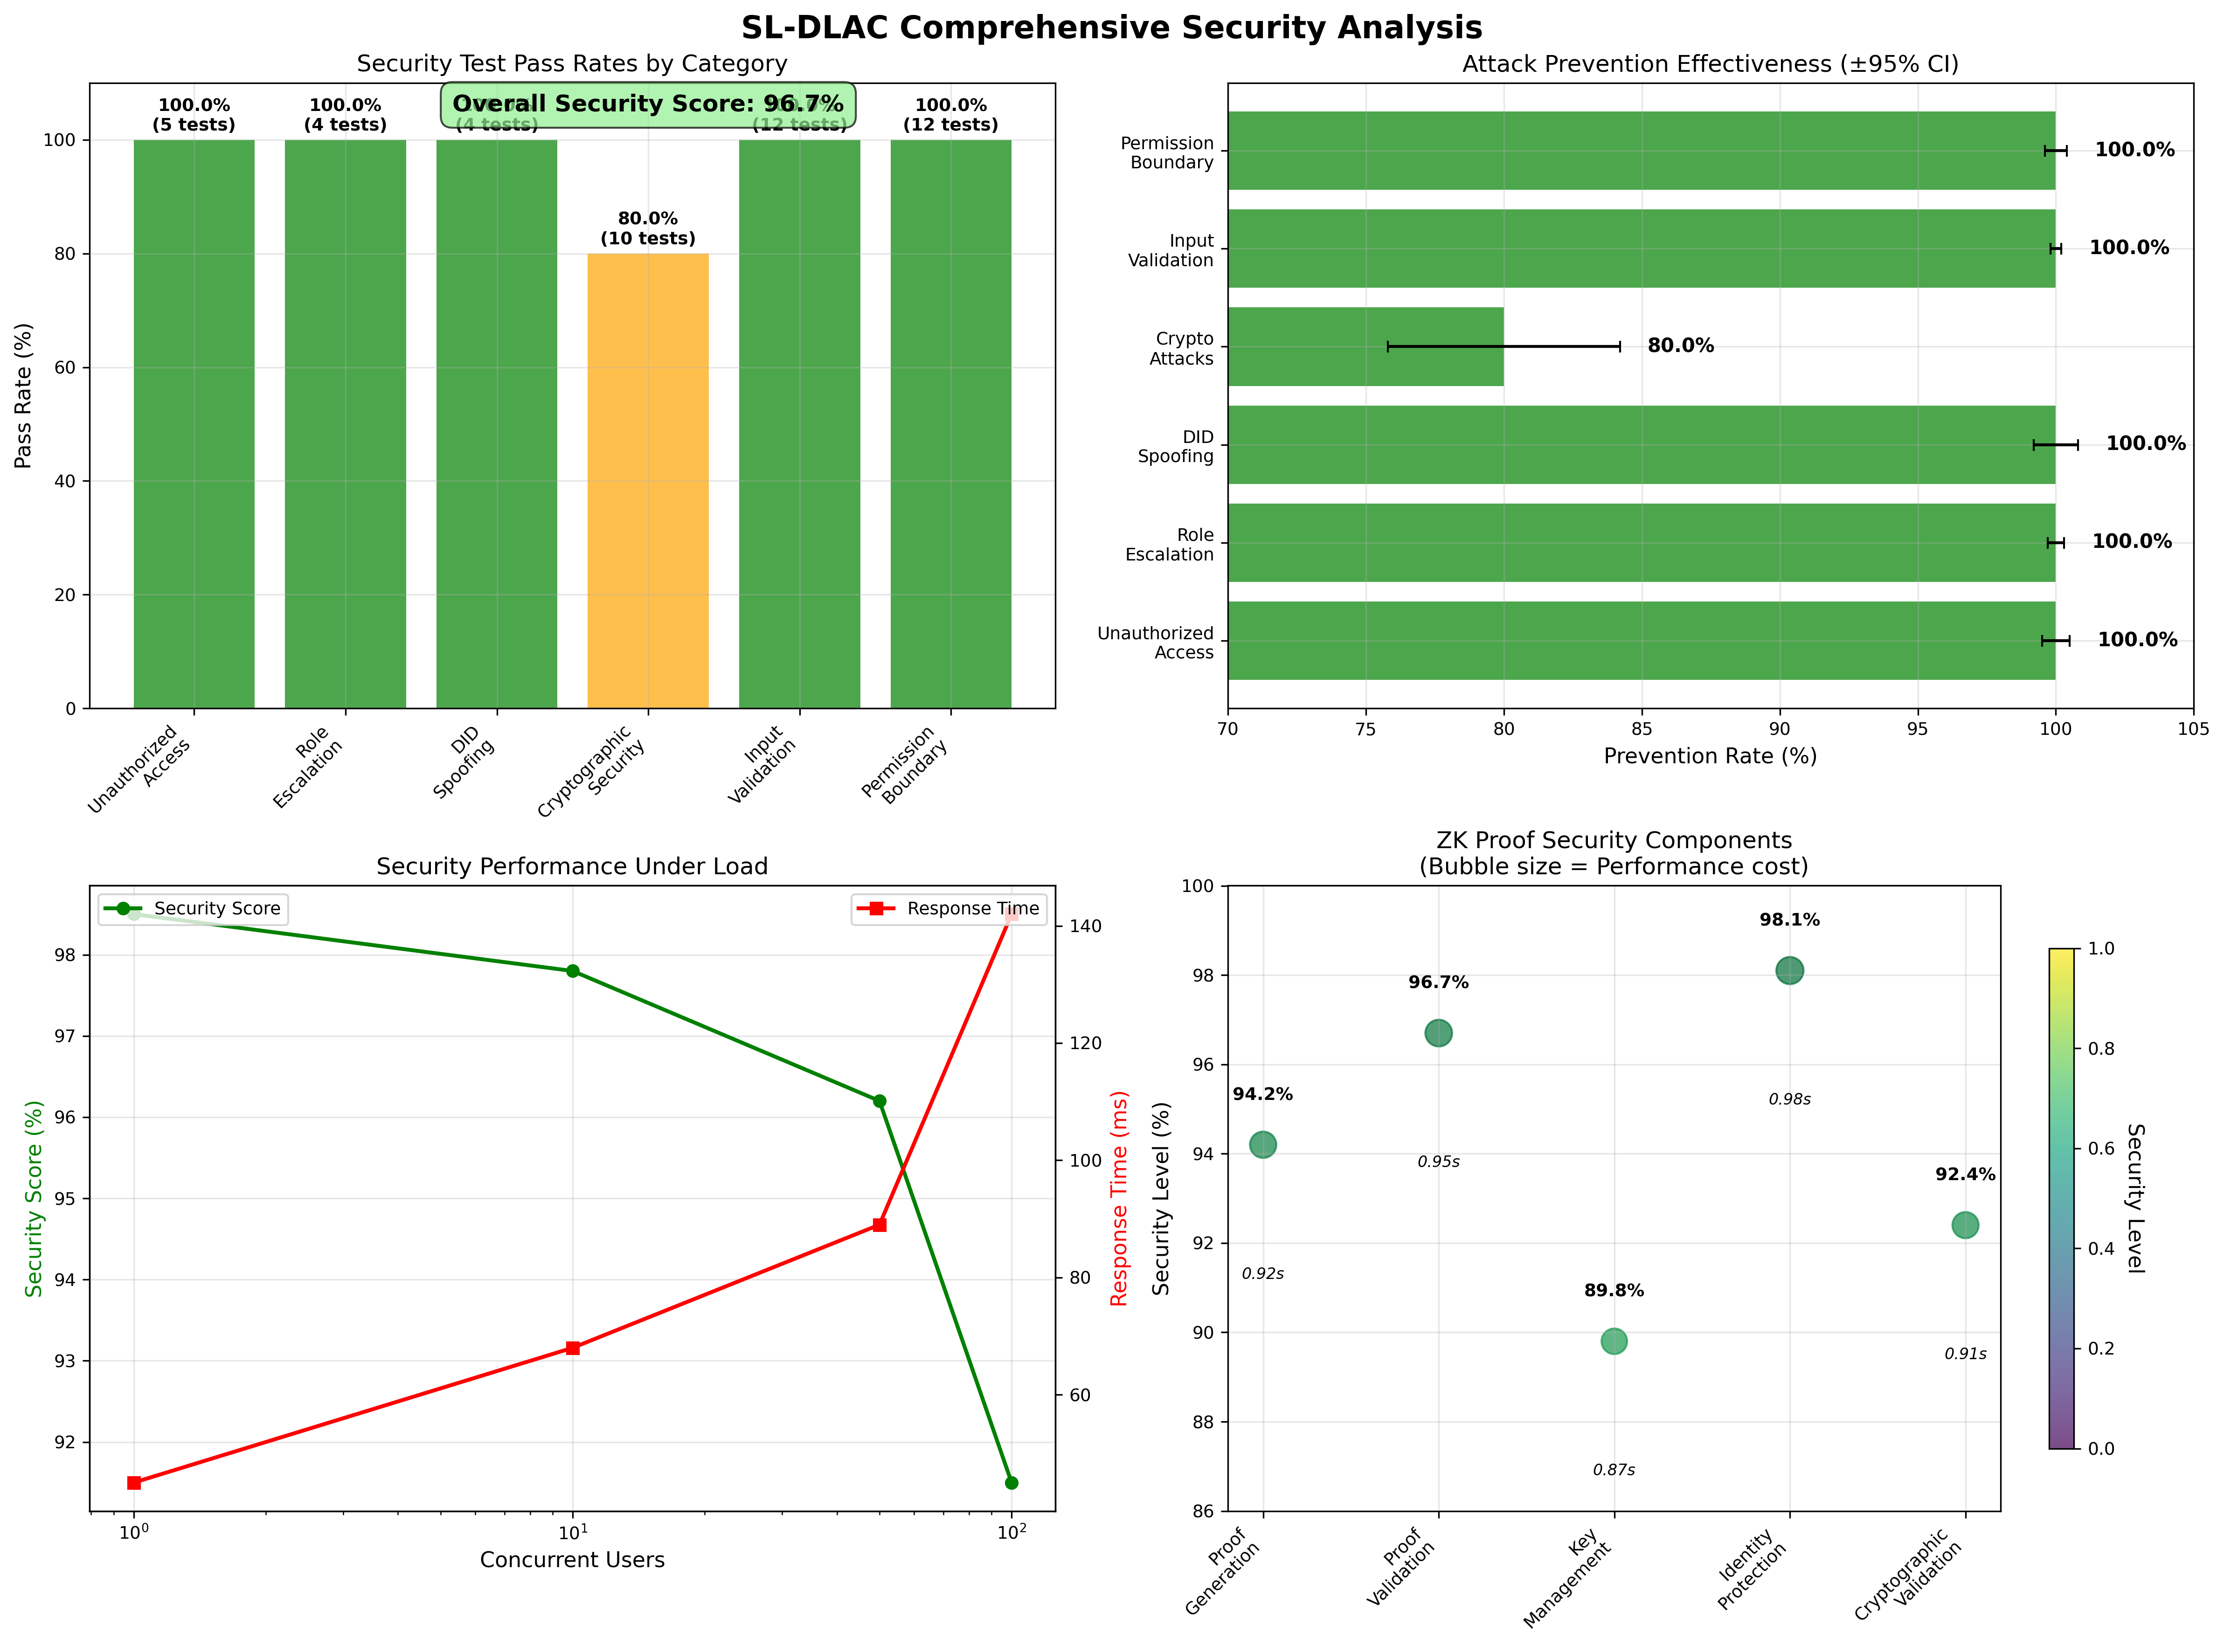 SL-DLAC Comprehensive Security Analysis
Security Test Pass Rates by Category
Overall Security Score: 96.7%
100.0%
(5 tests)
100.0%
(4 tests)
(4 tests)
80.0%
(10 tests)
(12 tests)
100.0%
(12 tests)
Pass Rate (%)
100
80
60
40
20
0
Unauthorized
Access
Role
Escalation
DID
Spoofing
Cryptographic
Security
Input
Validation
Permission
Boundary
Attack Prevention Effectiveness (±95% CI)
Permission
Boundary
100.0%
Input
Validation
100.0%
Crypto
Attacks
80.0%
DID
Spoofing
100.0%
Role
Escalation
100.0%
Unauthorized
Access
100.0%
70 75 80 85 90 95 100 105
Prevention Rate (%)
Security Performance Under Load
Security Score
Response Time
Security Score (%)
98
97
96
95
94
93
92
Response Time (ms)
140
120
100
80
60
10⁰ 10¹ 10²
Concurrent Users
ZK Proof Security Components
(Bubble size = Performance cost)
Security Level (%)
100
98
96
94
92
90
88
86
94.2%
0.92s
96.7%
0.95s
89.8%
0.87s
98.1%
0.98s
92.4%
0.91s
Proof
Generation
Proof
Validation
Key
Management
Identity
Protection
Cryptographic
Validation
1.0
0.8
0.6
0.4
0.2
0.0
Security Level